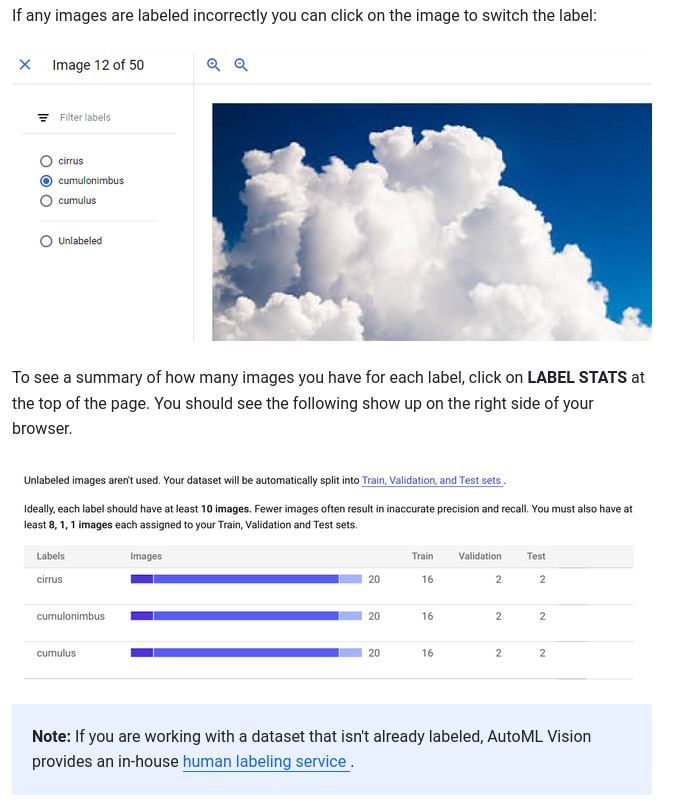 If any images are labeled incorrectly you can click on the image to switch the label:
Image 12 of 50
Filter labels
cirrus
cumulonimbus
cumulus
Unlabeled
To see a summary of how many images you have for each label, click on LABEL STATS at
the top of the page. You should see the following show up on the right side of your
browser.
Unlabeled images aren't used. Your dataset will be automatically split into Train, Validation, and Test sets .
Ideally, each label should have at least 10 images. Fewer images often result in inaccurate precision and recall. You must also have at
least 8, 1, 1 images each assigned to your Train, Validation and Test sets.
Labels Images Train Validation Test
cirrus 20 16 2 2
cumulonimbus 20 16 2 2
cumulus 20 16 2 2
Note: If you are working with a dataset that isn't already labeled, AutoML Vision
provides an in-house human labeling service .